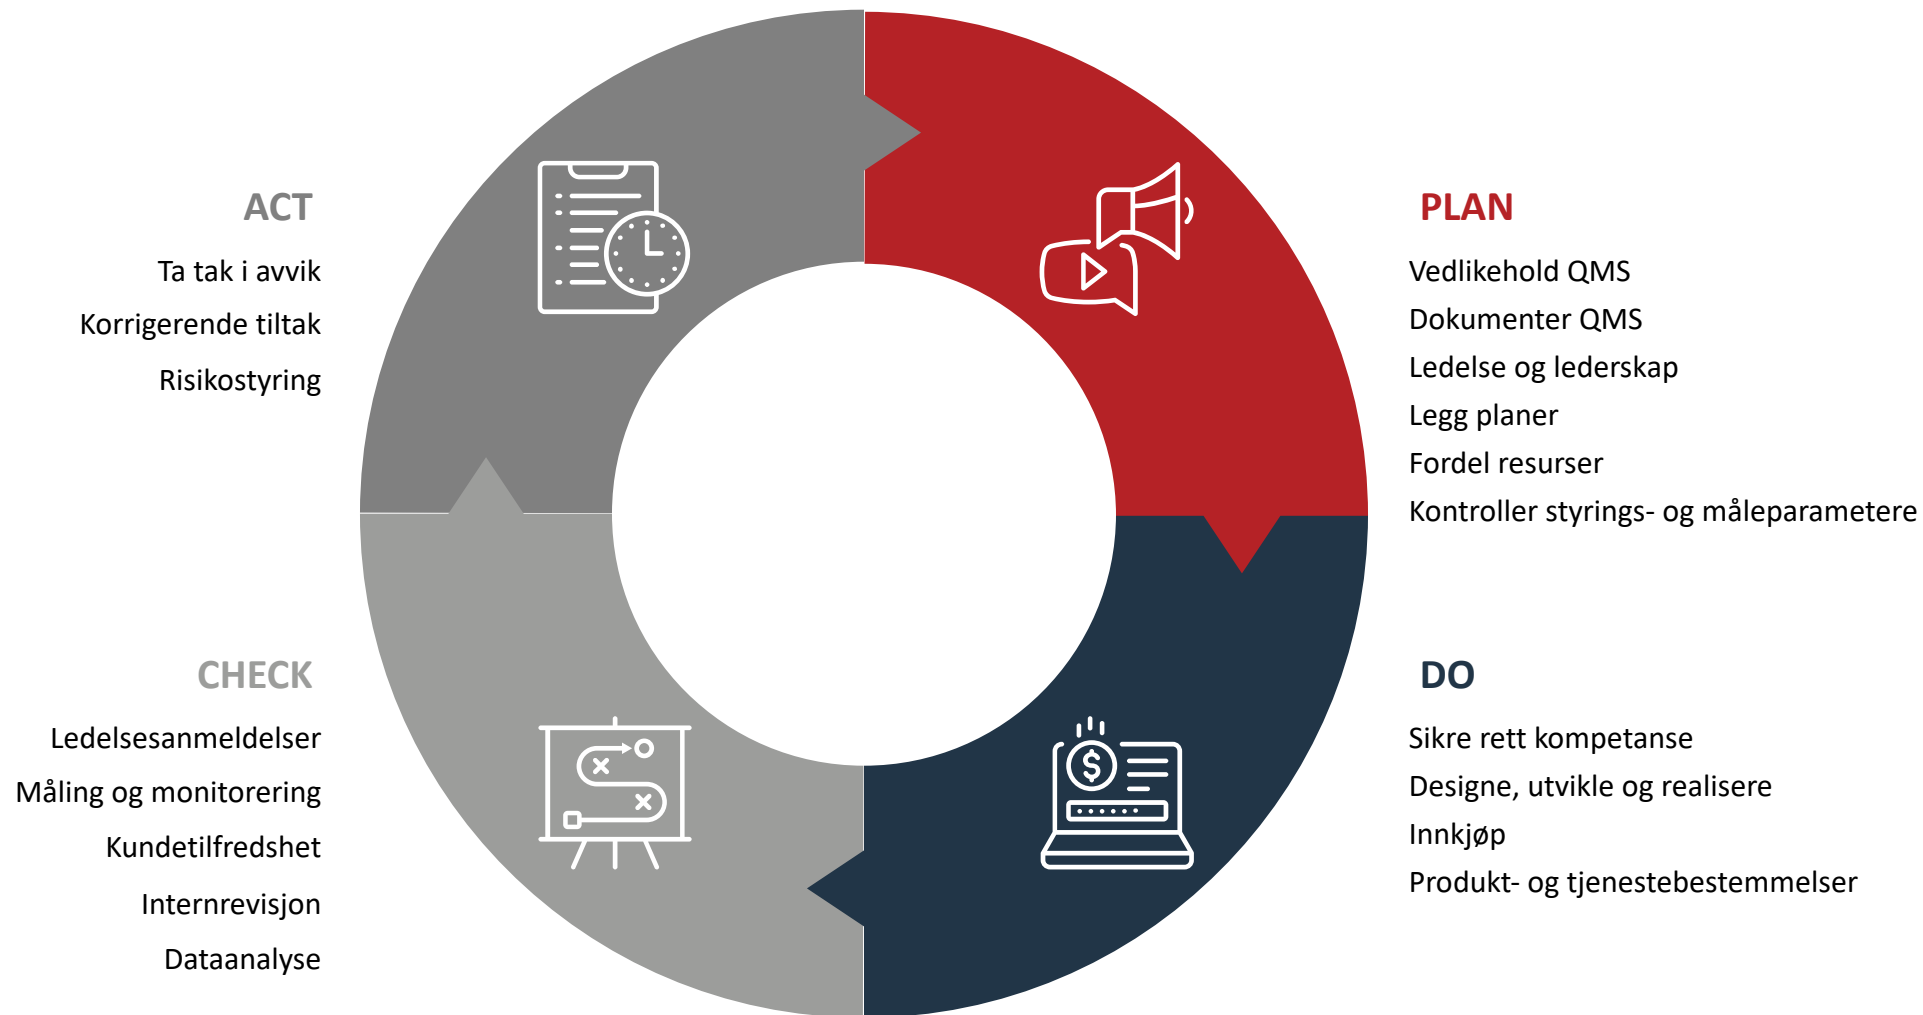 ACT
Ta tak i avvik
Korrigerende tiltak
Risikostyring
PLAN
Vedlikehold QMS
Dokumenter QMS
Ledelse og lederskap
Legg planer
Fordel resurser
Kontroller styrings- og måleparametere
CHECK
Ledelsesanmeldelser
Måling og monitorering
Kundetilfredshet
Internrevisjon
Dataanalyse
DO
Sikre rett kompetanse
Designe, utvikle og realisere
Innkjøp
Produkt- og tjenestebestemmelser
$